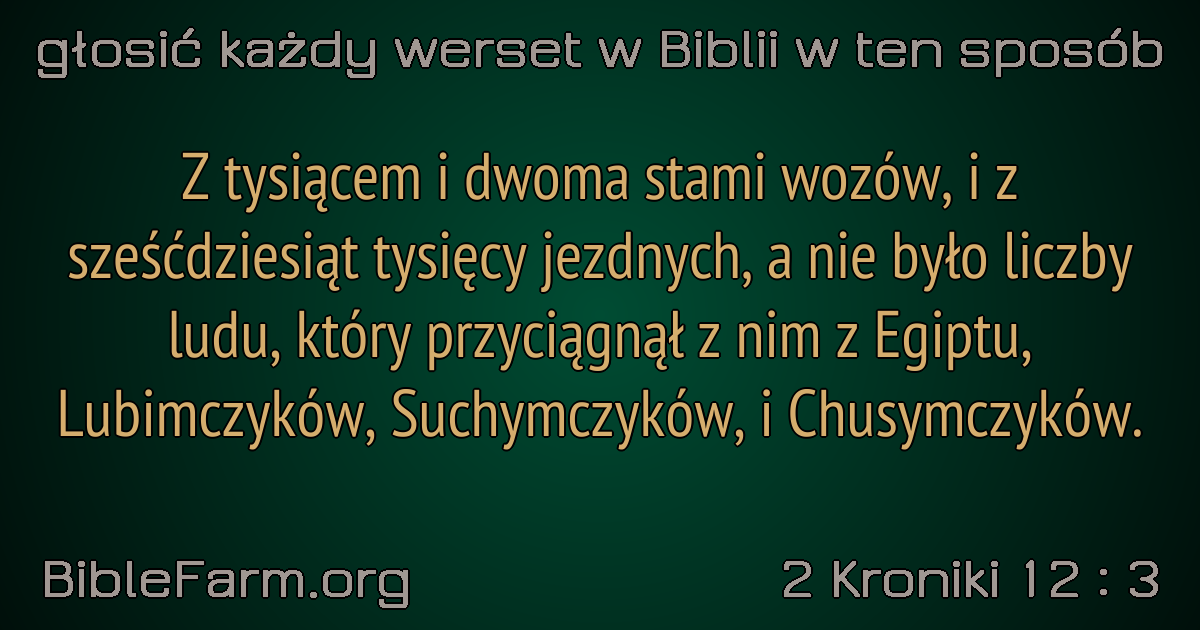 głosić każdy werset w Biblii w ten sposób
Z tysiącem i dwoma stami wozów, i z
sześćdziesiąt tysięcy jezdnych, a nie było liczby
ludu, który przyciągnął z nim z Egiptu,
Lubimczyków, Suchymczyków, i Chusymczyków.
BibleFarm.org
2 Kroniki 12 : 3